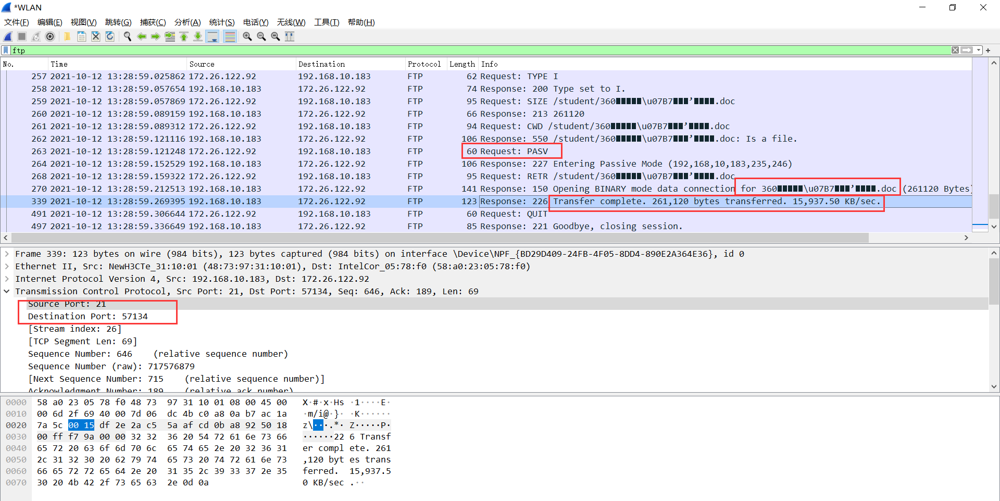 *WLAN
文件(F) 编辑(E) 视图(V) 跳转(G) 捕获(C) 分析(A) 统计(S) 电话(Y) 无线(W) 工具(T) 帮助(H)
ftp
No. Time Source Destination Protocol Length Info
257 2021-10-12 13:28:59.025862 172.26.122.92 192.168.10.183 FTP 62 Request: TYPE I
258 2021-10-12 13:28:59.057654 192.168.10.183 172.26.122.92 FTP 74 Response: 200 Type set to I.
259 2021-10-12 13:28:59.057869 172.26.122.92 192.168.10.183 FTP 95 Request: SIZE /student/360▮▮▮▮▮\u07B7▮▮▮’▮▮▮▮.doc
260 2021-10-12 13:28:59.089159 192.168.10.183 172.26.122.92 FTP 66 Response: 213 261120
261 2021-10-12 13:28:59.089312 172.26.122.92 192.168.10.183 FTP 94 Request: CWD /student/360▮▮▮▮▮\u07B7▮▮▮’▮▮▮▮.doc
262 2021-10-12 13:28:59.121116 192.168.10.183 172.26.122.92 FTP 106 Response: 550 /student/360▮▮▮▮▮\u07B7▮▮▮’▮▮▮▮.doc: Is a file.
263 2021-10-12 13:28:59.121248 172.26.122.92 192.168.10.183 FTP 60 Request: PASV
264 2021-10-12 13:28:59.152529 192.168.10.183 172.26.122.92 FTP 106 Response: 227 Entering Passive Mode (192,168,10,183,235,246)
268 2021-10-12 13:28:59.159322 172.26.122.92 192.168.10.183 FTP 95 Request: RETR /student/360▮▮▮▮▮\u07B7▮▮▮’▮▮▮▮.doc
270 2021-10-12 13:28:59.212513 192.168.10.183 172.26.122.92 FTP 141 Response: 150 Opening BINARY mode data connection for 360▮▮▮▮▮\u07B7▮▮▮’▮▮▮▮.doc (261120 Bytes)
339 2021-10-12 13:28:59.269395 192.168.10.183 172.26.122.92 FTP 123 Response: 226 Transfer complete. 261,120 bytes transferred. 15,937.50 KB/sec.
491 2021-10-12 13:28:59.306644 172.26.122.92 192.168.10.183 FTP 60 Request: QUIT
497 2021-10-12 13:28:59.336649 192.168.10.183 172.26.122.92 FTP 85 Response: 221 Goodbye, closing session.
Frame 339: 123 bytes on wire (984 bits), 123 bytes captured (984 bits) on interface \Device\NPF_{BD29D409-24FB-4F05-8DD4-890E2A364E36}, id 0
Ethernet II, Src: NewH3CTe_31:10:01 (48:73:97:31:10:01), Dst: IntelCor_05:78:f0 (58:a0:23:05:78:f0)
Internet Protocol Version 4, Src: 192.168.10.183, Dst: 172.26.122.92
Transmission Control Protocol, Src Port: 21, Dst Port: 57134, Seq: 646, Ack: 189, Len: 69
Source Port: 21
Destination Port: 57134
[Stream index: 26]
[TCP Segment Len: 69]
Sequence Number: 646 (relative sequence number)
Sequence Number (raw): 717576879
[Next Sequence Number: 715 (relative sequence number)]
Acknowledgment Number: 189 (relative ack number)
0000 58 a0 23 05 78 f0 48 73 97 31 10 01 08 00 45 00 X·#·x·Hs ·1····E·
0010 00 6d 2f 69 40 00 7d 06 dc 4b c0 a8 0a b7 ac 1a ·m/i@·}· ·K······
0020 7a 5c 00 15 df 2e 2a c5 5a af cd 0b a8 92 50 18 z\···.*· Z·····P·
0030 00 ff f7 9a 00 00 32 32 36 20 54 72 61 6e 73 66 ······22 6 Transf
0040 65 72 20 63 6f 6d 70 6c 65 74 65 2e 20 32 36 31 er compl ete. 261
0050 2c 31 32 30 20 62 79 74 65 73 20 74 72 61 6e 73 ,120 byt es trans
0060 66 65 72 72 65 64 2e 20 31 35 2c 39 33 37 2e 35 ferred. 15,937.5
0070 30 20 4b 42 2f 73 65 63 2e 0d 0a 0 KB/sec .··